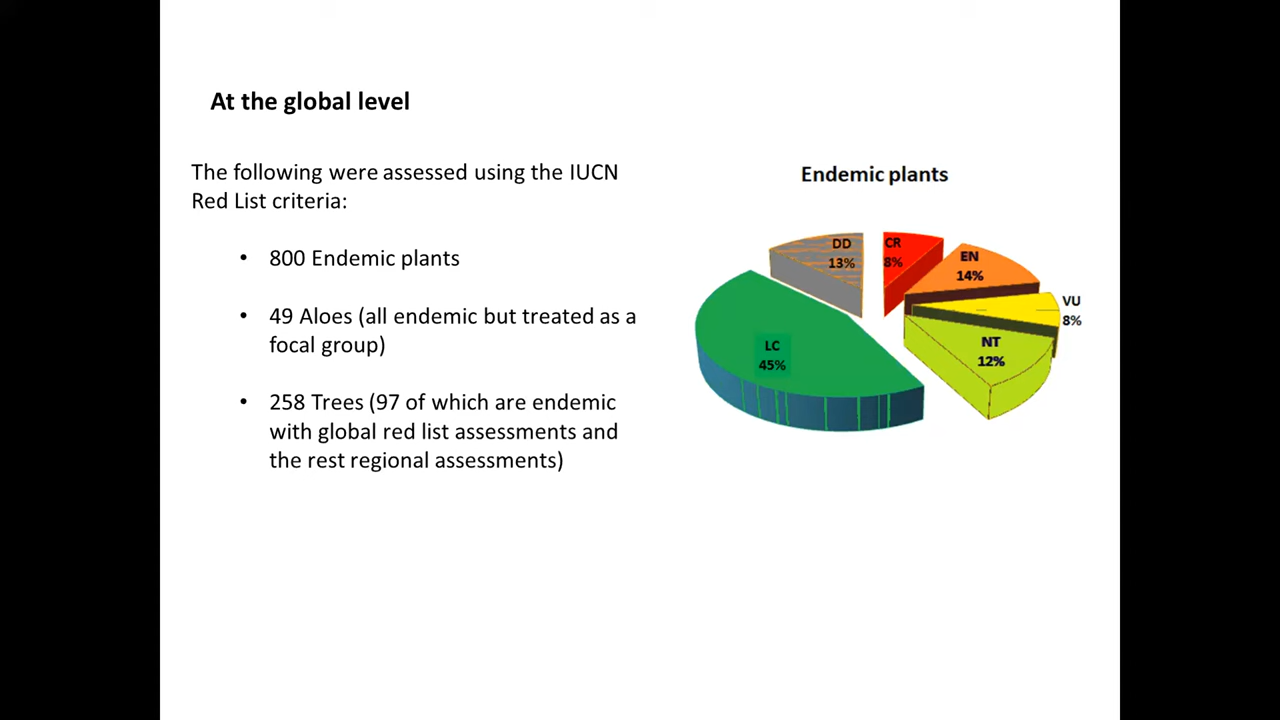 At the global level
The following were assessed using the IUCN
Red List criteria:
• 800 Endemic plants
• 49 Aloes (all endemic but treated as a
focal group)
• 258 Trees (97 of which are endemic
with global red list assessments and
the rest regional assessments)
Endemic plants
DD
13%
CR
8%
EN
14%
VU
8%
NT
12%
LC
45%